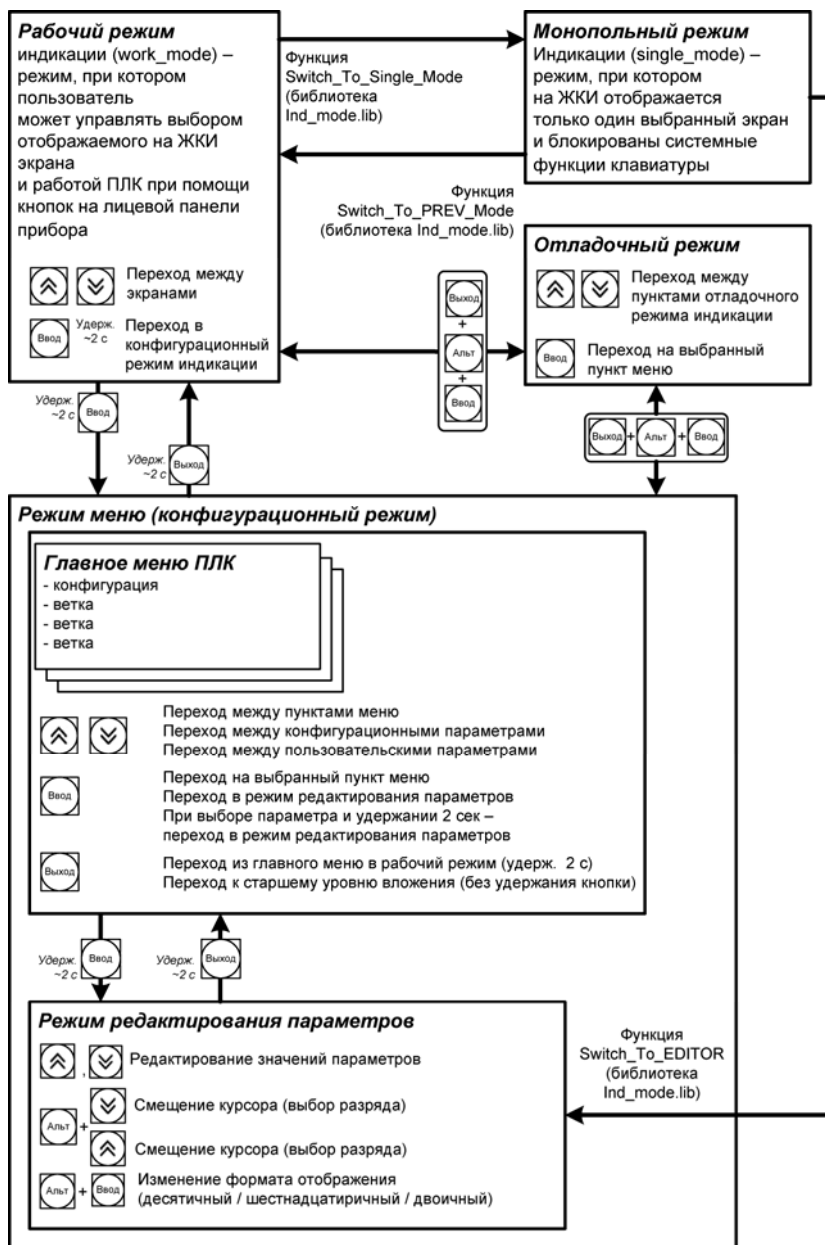 Рабочий режим
индикации (work_mode) –
режим, при котором
пользователь
может управлять выбором
отображаемого на ЖКИ
экрана
и работой ПЛК при помощи
кнопок на лицевой панели
прибора
Переход между
экранами
Ввод
Удерж.
~2 с
Переход в
конфигурационный
режим индикации
Функция
Switch_To_Single_Mode
(библиотека
Ind_mode.lib)
Монопольный режим
Индикации (single_mode) –
режим, при котором
на ЖКИ отображается
только один выбранный экран
и блокированы системные
функции клавиатуры
Функция
Switch_To_PREV_Mode
(библиотека Ind_mode.lib)
Выход
+
Альт
+
Ввод
Отладочный режим
Переход между
пунктами отладочного
режима индикации
Ввод
Переход на выбранный
пункт меню
Удерж.
~2 с
Ввод
Удерж.
~2 с
Выход
Выход + Альт + Ввод
Режим меню (конфигурационный режим)
Главное меню ПЛК
- конфигурация
- ветка
- ветка
- ветка
Переход между пунктами меню
Переход между конфигурационными параметрами
Переход между пользовательскими параметрами
Ввод
Переход на выбранный пункт меню
Переход в режим редактирования параметров
При выборе параметра и удержании 2 сек –
переход в режим редактирования параметров
Выход
Переход из главного меню в рабочий режим (удерж. 2 с)
Переход к старшему уровню вложения (без удержания кнопки)
Удерж.
~2 с
Ввод
Удерж.
~2 с
Выход
Режим редактирования параметров
, Редактирование значений параметров
Альт +
Смещение курсора (выбор разряда)
Смещение курсора (выбор разряда)
Альт + Ввод
Изменение формата отображения
(десятичный / шестнадцатиричный / двоичный)
Функция
Switch_To_EDITOR
(библиотека
Ind_mode.lib)